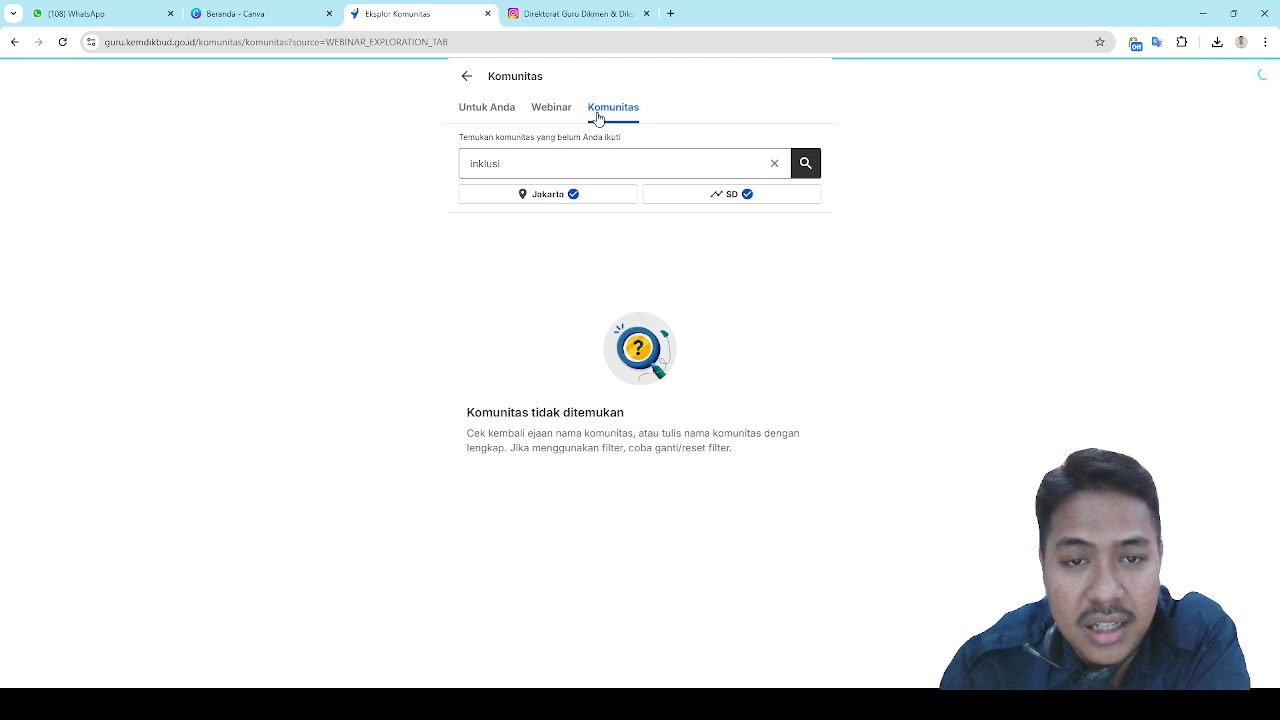 (108) WhatsApp
Beranda - Canva
Eksplor Komunitas
Direktorat Guru Dikmen & Diks
guru.kemdikbud.go.id/komunitas/komunitas?source=WEBINAR_EXPLORATION_TAB
Off
Komunitas
Untuk Anda
Webinar
Komunitas
Temukan komunitas yang belum Anda ikuti
inklusi
Jakarta
SD
?
Komunitas tidak ditemukan
Cek kembali ejaan nama komunitas, atau tulis nama komunitas dengan
lengkap. Jika menggunakan filter, coba ganti/reset filter.